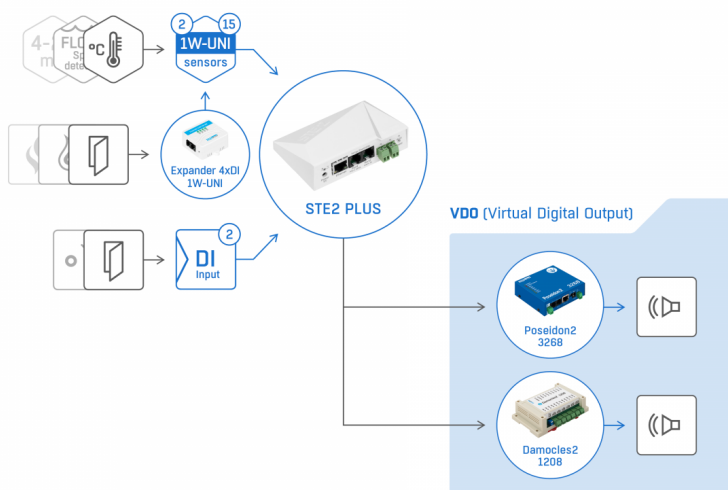 2 15
1W-UNI
sensors
°C
Expander 4xDI
1W-UNI
STE2 PLUS
2
DI
Input
VDO (Virtual Digital Output)
Poseidon2
3268
Damocles2
1208